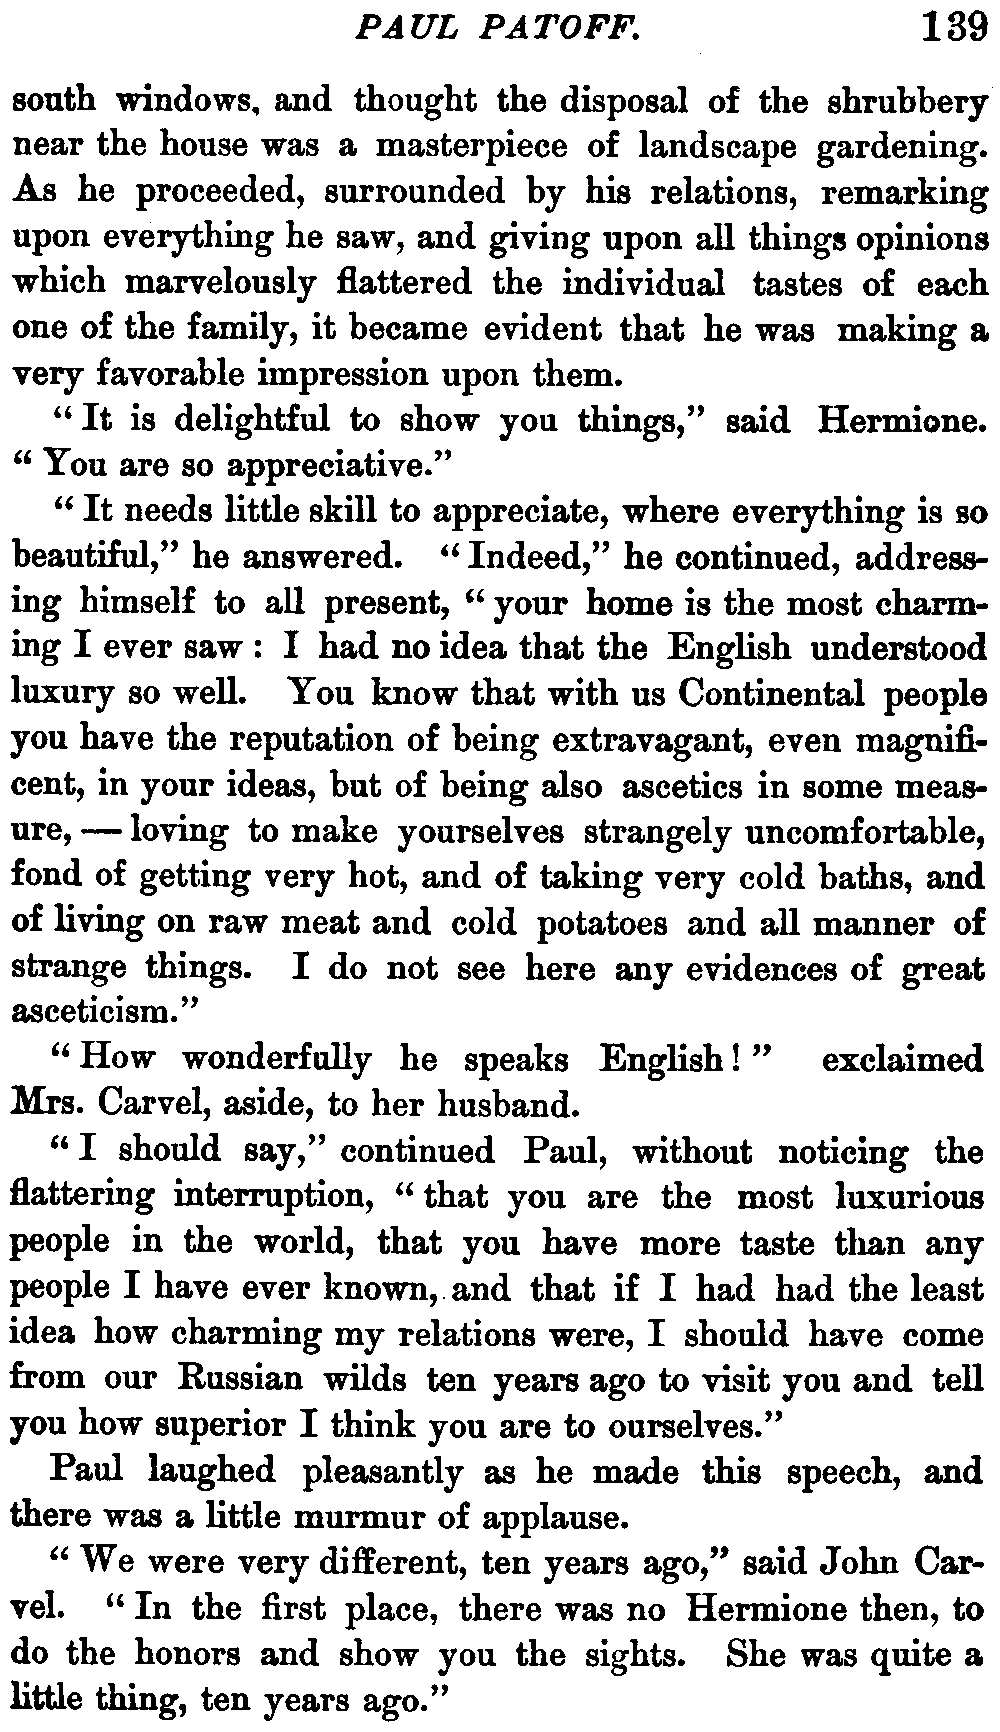 PAUL PATOFF. 139
south windows, and thought the disposal of the shrubbery
near the house was a masterpiece of landscape gardening.
As he proceeded, surrounded by his relations, remarking
upon everything he saw, and giving upon all things opinions
which marvelously flattered the individual tastes of each
one of the family, it became evident that he was making a
very favorable impression upon them.
“It is delightful to show you things,” said Hermione.
“You are so appreciative.”
“It needs little skill to appreciate, where everything is so
beautiful,” he answered. “Indeed,” he continued, address-
ing himself to all present, “your home is the most charm-
ing I ever saw: I had no idea that the English understood
luxury so well. You know that with us Continental people
you have the reputation of being extravagant, even magnifi-
cent, in your ideas, but of being also ascetics in some meas-
ure, — loving to make yourselves strangely uncomfortable,
fond of getting very hot, and of taking very cold baths, and
of living on raw meat and cold potatoes and all manner of
strange things. I do not see here any evidences of great
asceticism.”
“How wonderfully he speaks English!” exclaimed
Mrs. Carvel, aside, to her husband.
“I should say,” continued Paul, without noticing the
flattering interruption, “that you are the most luxurious
people in the world, that you have more taste than any
people I have ever known, and that if I had had the least
idea how charming my relations were, I should have come
from our Russian wilds ten years ago to visit you and tell
you how superior I think you are to ourselves.”
Paul laughed pleasantly as he made this speech, and
there was a little murmur of applause.
“We were very different, ten years ago,” said John Car-
vel. “In the first place, there was no Hermione then, to
do the honors and show you the sights. She was quite a
little thing, ten years ago.”